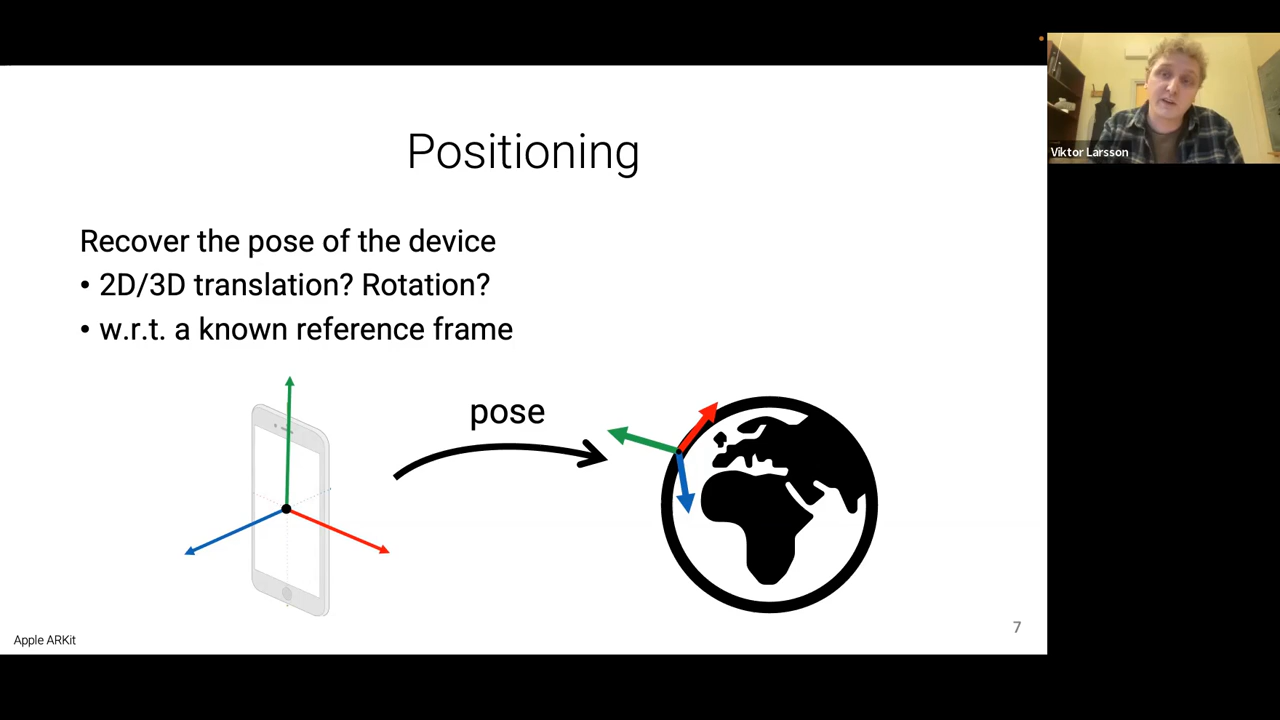 Positioning
Recover the pose of the device
• 2D/3D translation? Rotation?
• w.r.t. a known reference frame
pose
Apple ARKit
7
Viktor Larsson